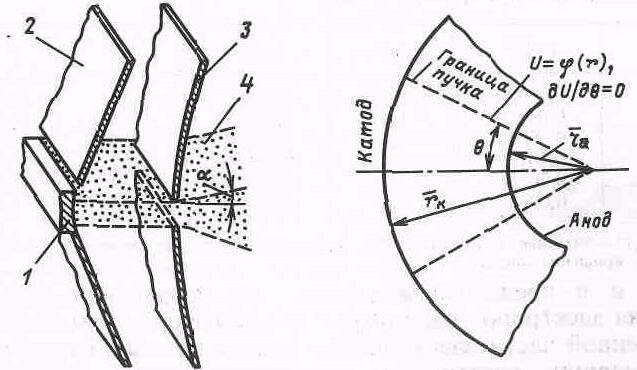 2
3
4
α
1
Граница
пучка
U=φ(r),
∂U/∂θ=0
Катод
θ
r̅а
r̅к
Анод